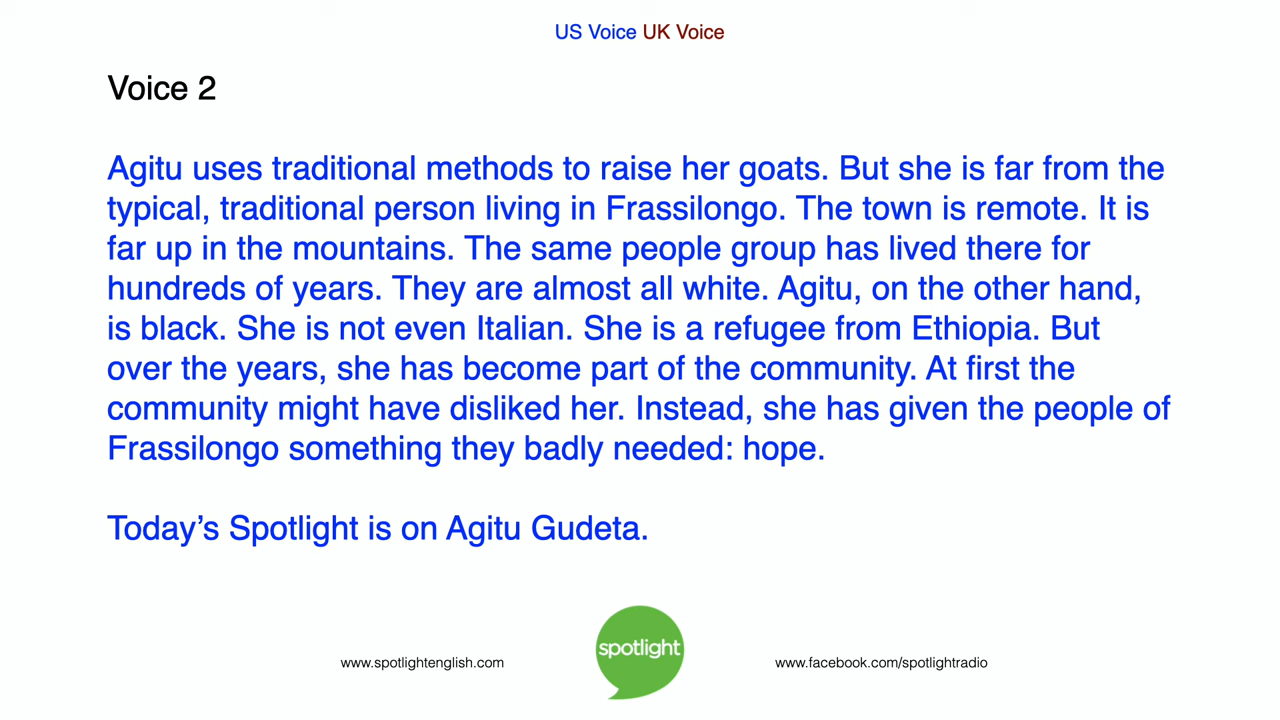 US Voice UK Voice
Voice 2
Agitu uses traditional methods to raise her goats. But she is far from the
typical, traditional person living in Frassilongo. The town is remote. It is
far up in the mountains. The same people group has lived there for
hundreds of years. They are almost all white. Agitu, on the other hand,
is black. She is not even Italian. She is a refugee from Ethiopia. But
over the years, she has become part of the community. At first the
community might have disliked her. Instead, she has given the people of
Frassilongo something they badly needed: hope.
Today’s Spotlight is on Agitu Gudeta.
spotlight
www.spotlightenglish.com
www.facebook.com/spotlightradio